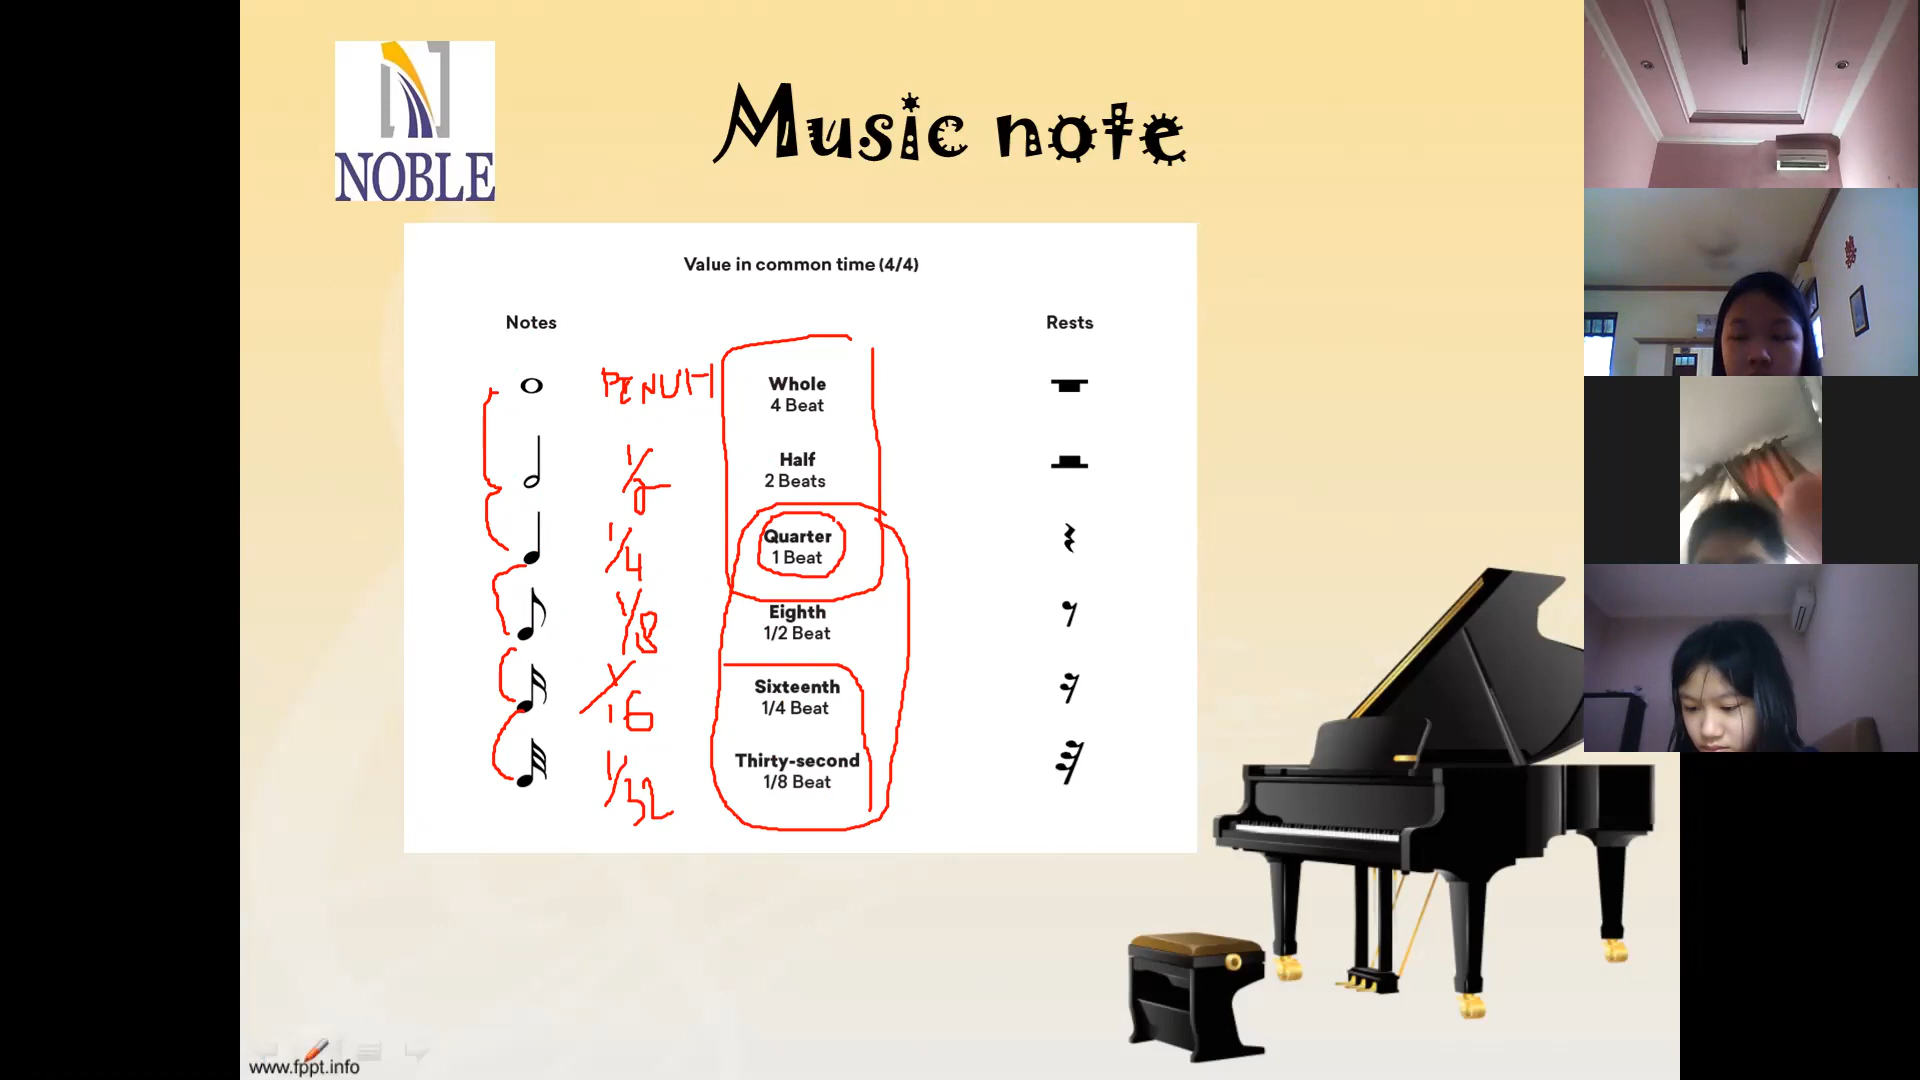 NOBLE
Music note
Value in common time (4/4)
Notes
Rests
PENUH
Whole
4 Beat
1/2
Half
2 Beats
1/4
Quarter
1 Beat
1/8
Eighth
1/2 Beat
1/16
Sixteenth
1/4 Beat
1/32
Thirty-second
1/8 Beat
www.fppt.info